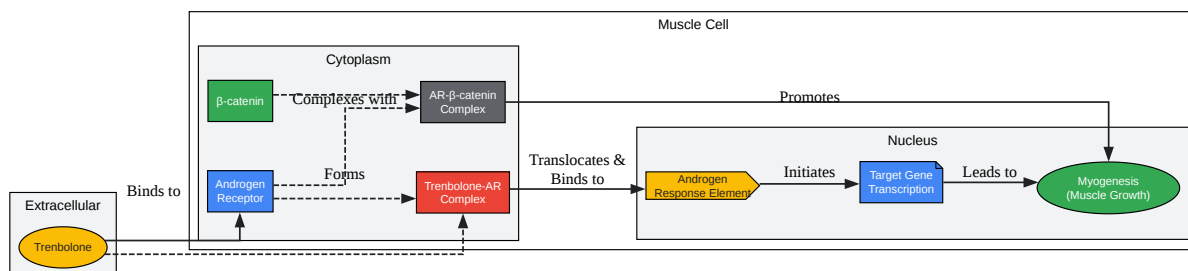 Muscle Cell
Cytoplasm
β-catenin
Complexes with
AR-β-catenin
Complex
Promotes
Nucleus
Androgen
Receptor
Forms
Trenbolone-AR
Complex
Translocates &
Binds to
Androgen
Response Element
Initiates
Target Gene
Transcription
Leads to
Myogenesis
(Muscle Growth)
Binds to
Extracellular
Trenbolone